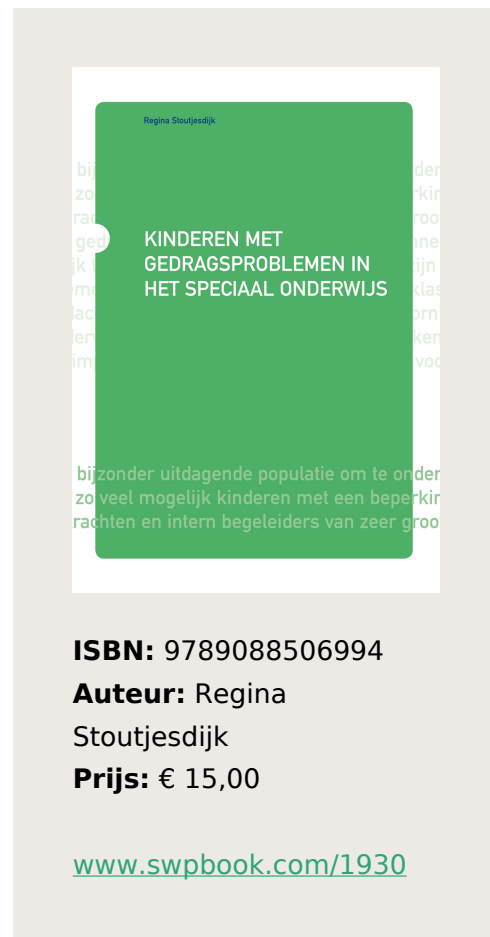 Regina Stoutjesdijk
KINDEREN MET
GEDRAGSPROBLEMEN IN
HET SPECIAAL ONDERWIJS
bijzonder uitdagende populatie om te onder
zo veel mogelijk kinderen met een beperkin
rachten en intern begeleiders van zeer groo
ISBN: 9789088506994
Auteur: Regina
Stoutjesdijk
Prijs: € 15,00
www.swpbook.com/1930